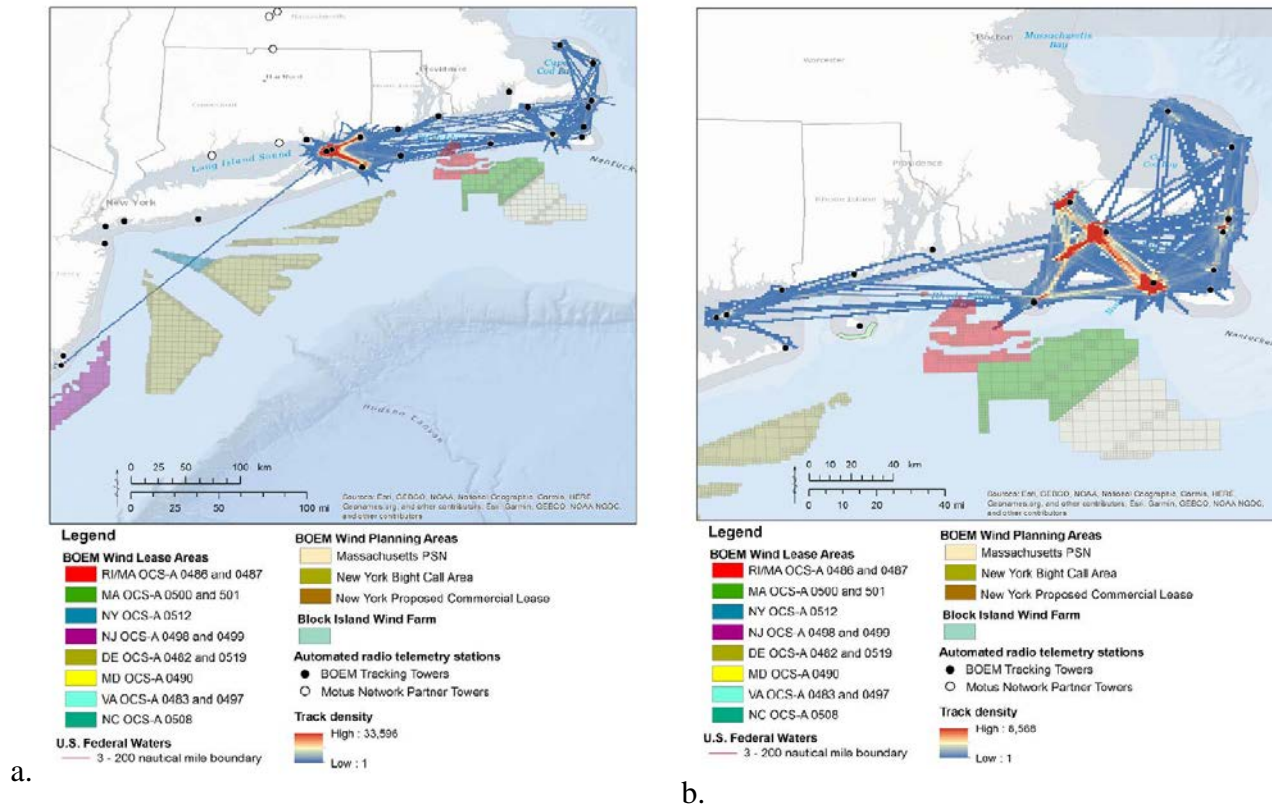 Massachusetts
Hartford
Providence
Cape
Cod Bay
Long Island Sound
New York
Nantucket
Hudson Canyon
0 25 50 100 km
0 25 50 100 mi
Sources: Esri, GEBCO, NOAA, National Geographic, Garmin, HERE,
Geonames.org, and other contributors, Esri, Garmin, GEBCO, NOAA NGDC,
and other contributors
Legend
BOEM Wind Lease Areas
RI/MA OCS-A 0486 and 0487
MA OCS-A 0500 and 501
NY OCS-A 0512
NJ OCS-A 0498 and 0499
DE OCS-A 0482 and 0519
MD OCS-A 0490
VA OCS-A 0483 and 0497
NC OCS-A 0508
U.S. Federal Waters
3 - 200 nautical mile boundary
BOEM Wind Planning Areas
Massachusetts PSN
New York Bight Call Area
New York Proposed Commercial Lease
Block Island Wind Farm
Automated radio telemetry stations
BOEM Tracking Towers
Motus Network Partner Towers
Track density
High : 33,596
Low : 1
a.
Boston
Massachusetts
Bay
Worcester
Providence
Rhode Island
Nantucket
0 10 20 40 km
0 10 20 40 mi
Sources: Esri, GEBCO, NOAA, National Geographic, Garmin, HERE,
Geonames.org, and other contributors, Esri, Garmin, GEBCO, NOAA NGDC,
and other contributors
Legend
BOEM Wind Lease Areas
RI/MA OCS-A 0486 and 0487
MA OCS-A 0500 and 501
NY OCS-A 0512
NJ OCS-A 0498 and 0499
DE OCS-A 0482 and 0519
MD OCS-A 0490
VA OCS-A 0483 and 0497
NC OCS-A 0508
U.S. Federal Waters
3 - 200 nautical mile boundary
BOEM Wind Planning Areas
Massachusetts PSN
New York Bight Call Area
New York Proposed Commercial Lease
Block Island Wind Farm
Automated radio telemetry stations
BOEM Tracking Towers
Motus Network Partner Towers
Track density
Low : 1
b.